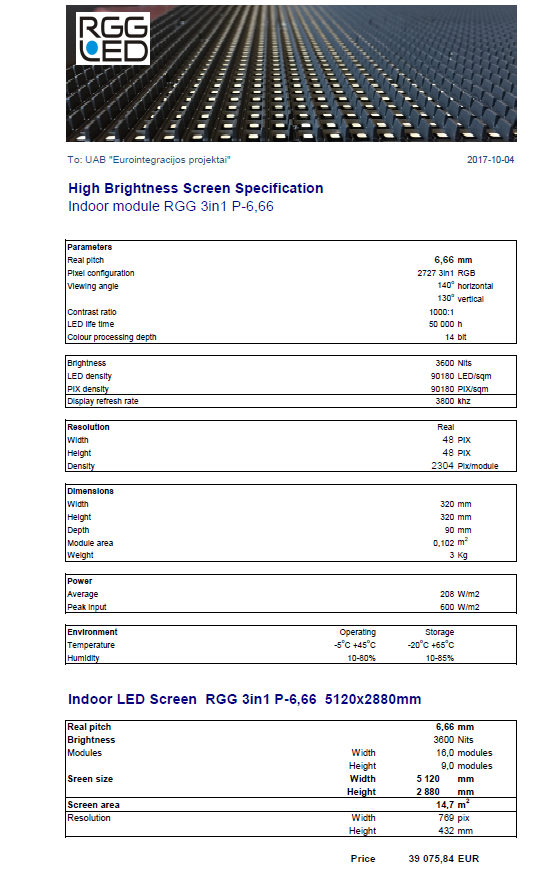 RGG
LED
To: UAB "Eurointegracijos projektai" 2017-10-04
High Brightness Screen Specification
Indoor module RGG 3in1 P-6,66
Parameters
Real pitch 6,66 mm
Pixel configuration 2727 3in1 RGB
Viewing angle 140° horizontal
130° vertical
Contrast ratio 1000:1
LED life time 50 000 h
Colour processing depth 14 bit
Brightness 3600 Nits
LED density 90180 LED/sqm
PIX density 90180 PIX/sqm
Display refresh rate 3800 khz
Resolution Real
Width 48 PIX
Height 48 PIX
Density 2304 Pix/module
Dimensions
Width 320 mm
Height 320 mm
Depth 90 mm
Module area 0,102 m²
Weight 3 Kg
Power
Average 208 W/m2
Peak input 600 W/m2
Environment Operating Storage
Temperature -5°C +45°C -20°C +65°C
Humidity 10-80% 10-85%
Indoor LED Screen RGG 3in1 P-6,66 5120x2880mm
Real pitch 6,66 mm
Brightness 3600 Nits
Modules Width 16,0 modules
Height 9,0 modules
Sreen size Width 5 120 mm
Height 2 880 mm
Screen area 14,7 m²
Resolution Width 769 pix
Height 432 mm
Price 39 075,84 EUR